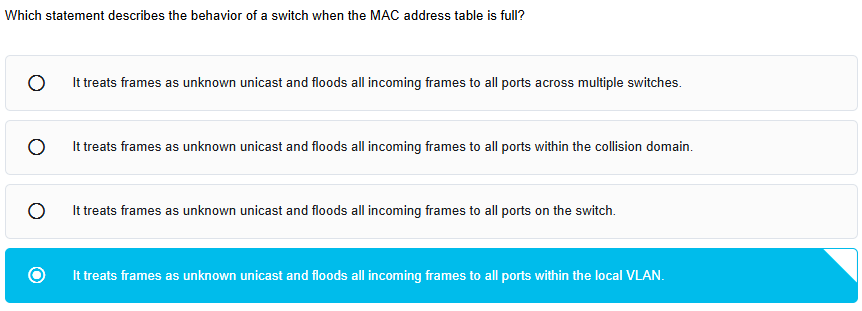 Which statement describes the behavior of a switch when the MAC address table is full?
It treats frames as unknown unicast and floods all incoming frames to all ports across multiple switches.
It treats frames as unknown unicast and floods all incoming frames to all ports within the collision domain.
It treats frames as unknown unicast and floods all incoming frames to all ports on the switch.
It treats frames as unknown unicast and floods all incoming frames to all ports within the local VLAN.